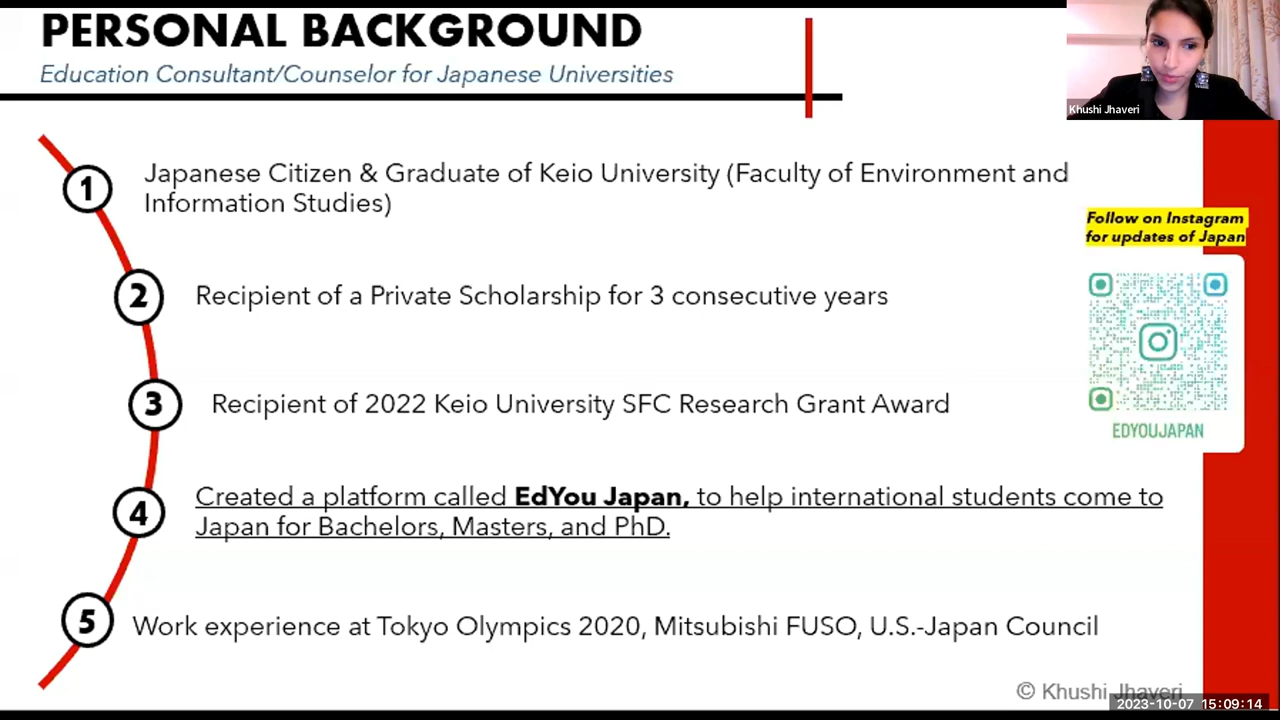 PERSONAL BACKGROUND
Education Consultant/Counselor for Japanese Universities
Khushi Jhaveri
1
Japanese Citizen & Graduate of Keio University (Faculty of Environment and
Information Studies)
Follow on Instagram
for updates of Japan
2
Recipient of a Private Scholarship for 3 consecutive years
3
Recipient of 2022 Keio University SFC Research Grant Award
EDYOUJAPAN
4
Created a platform called EdYou Japan, to help international students come to
Japan for Bachelors, Masters, and PhD.
5
Work experience at Tokyo Olympics 2020, Mitsubishi FUSO, U.S.-Japan Council
© Khushi Jhaveri
2023-10-07 15:09:14